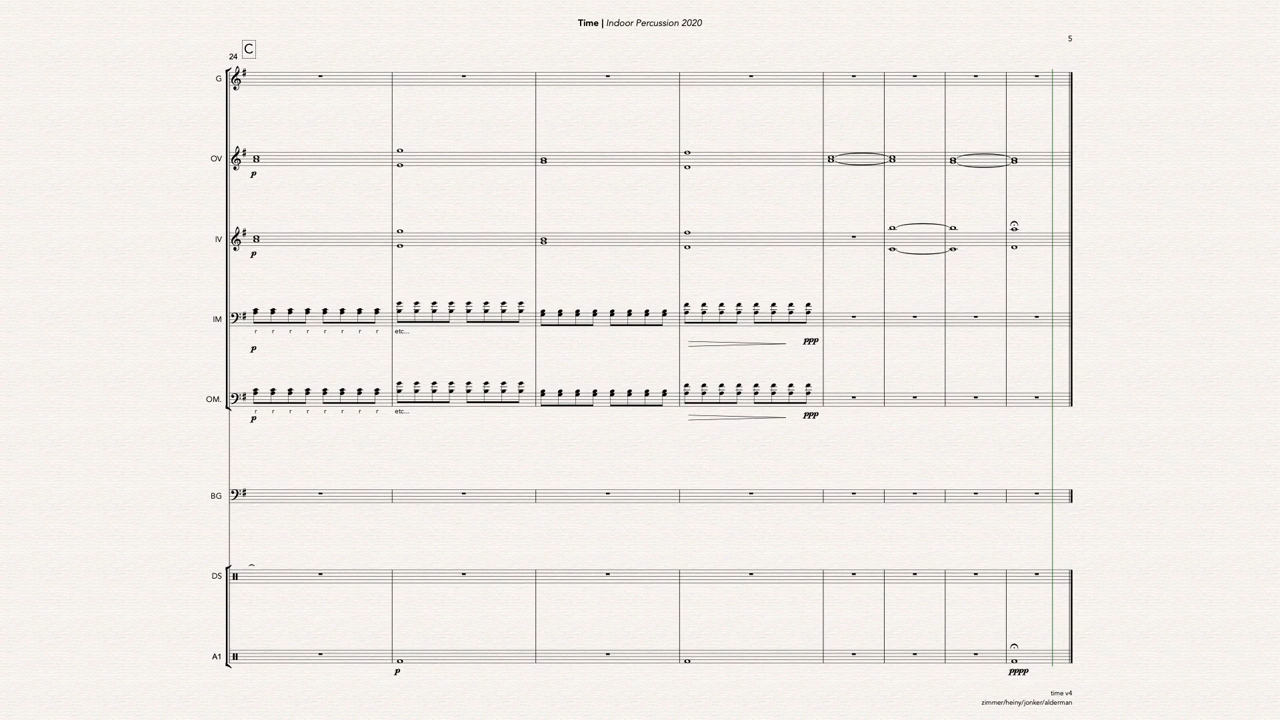 Time | Indoor Percussion 2020
5
C
24
G
OV
p
IV
p
IM
r r r r r r r r etc...
p
ppp
OM.
r r r r r r r r etc...
p
ppp
BG
DS
A1
p
pppp
time v4
zimmer/heiny/jonker/alderman